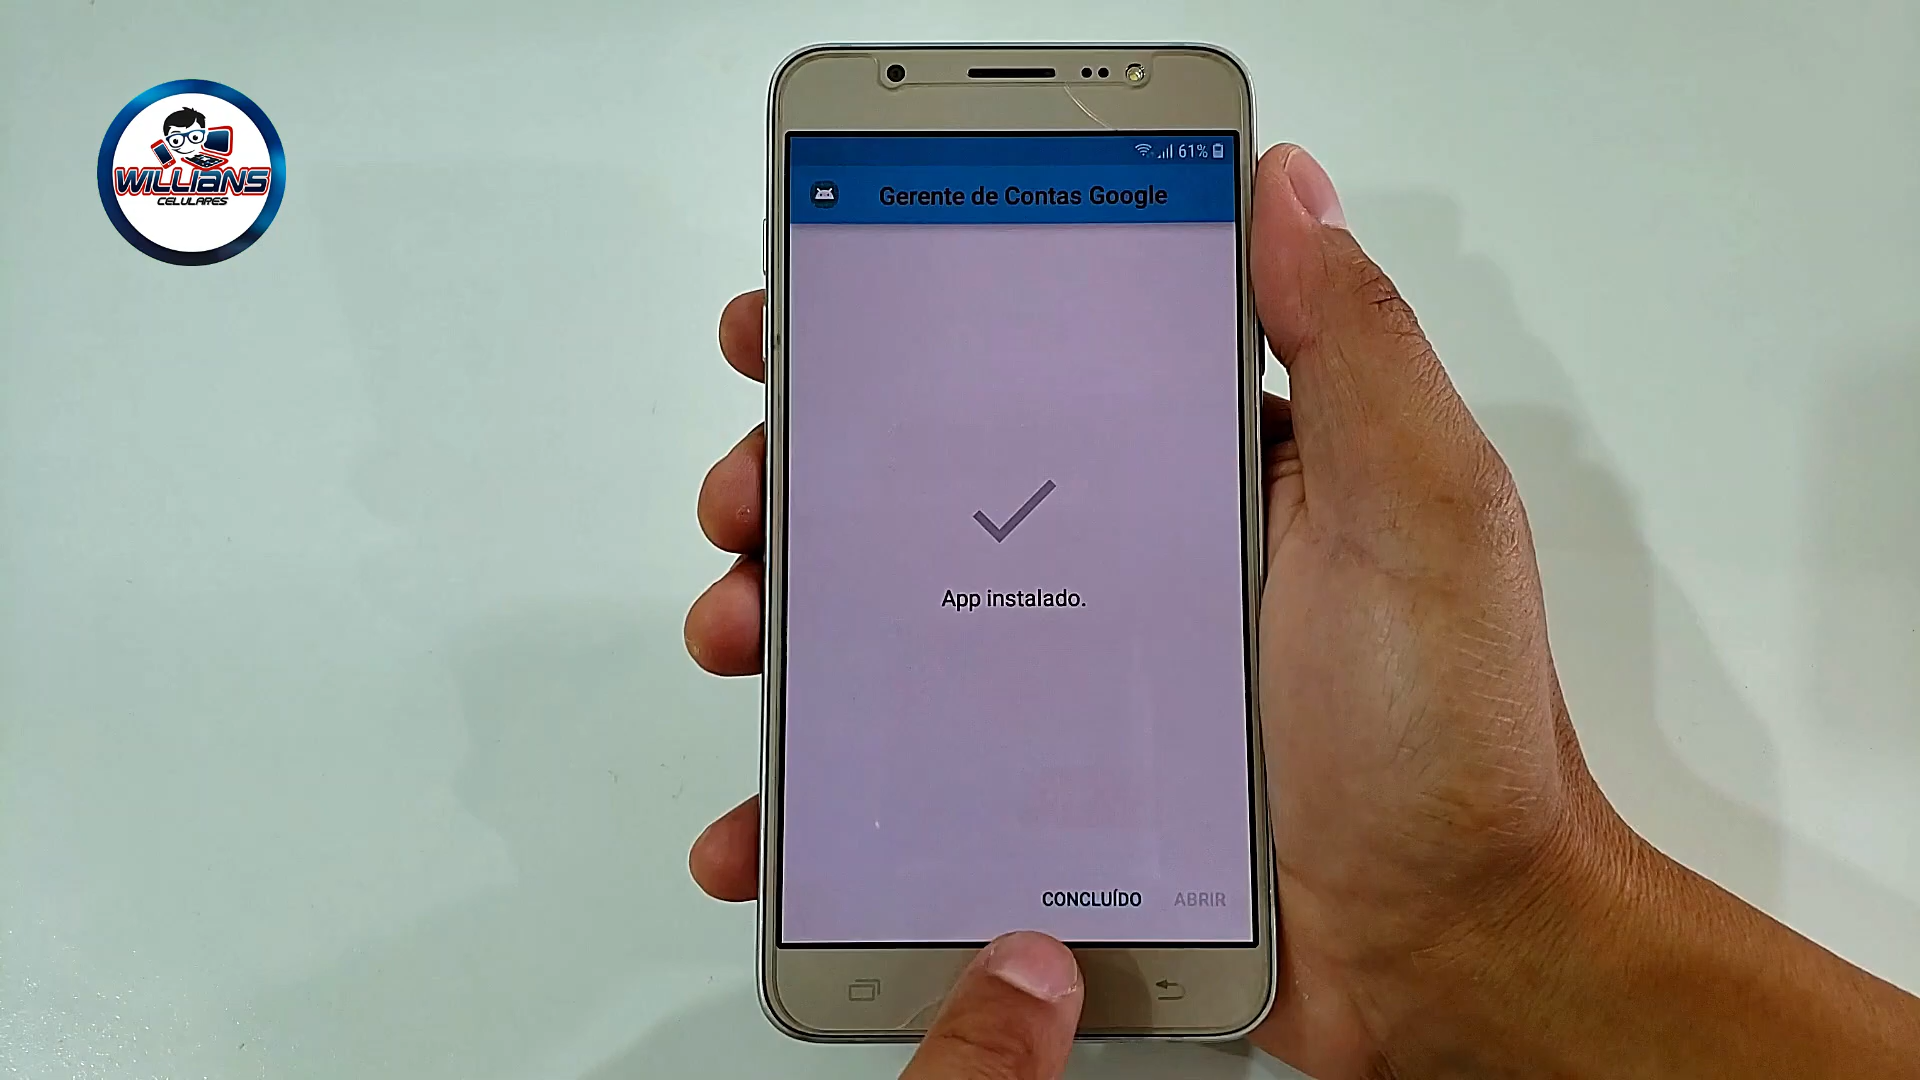 WILLIANS
CELULARES
61%
Gerente de Contas Google
App instalado.
CONCLUÍDO
ABRIR